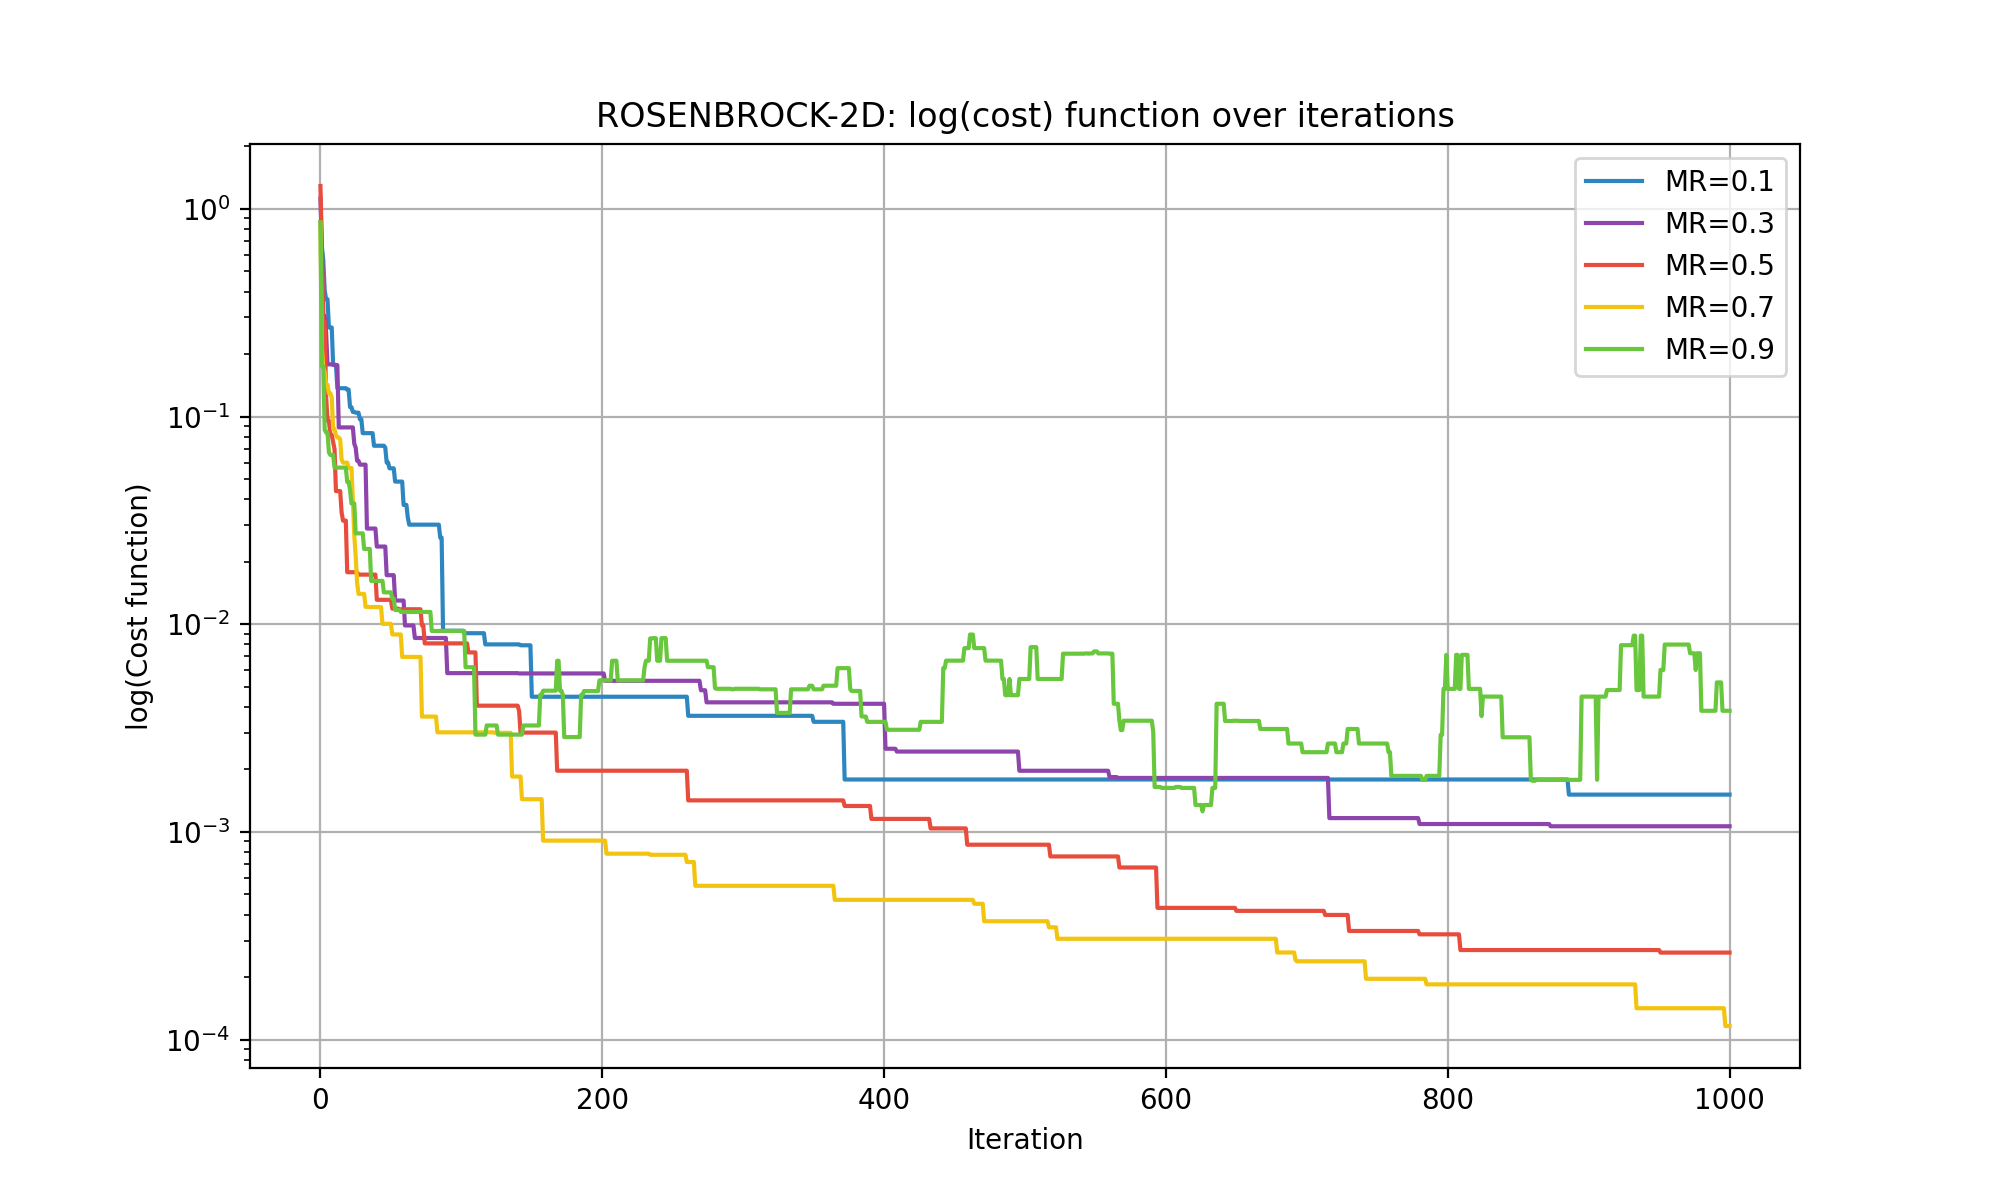 ROSENBROCK-2D: log(cost) function over iterations
MR=0.1
MR=0.3
MR=0.5
MR=0.7
MR=0.9
10⁰
10⁻¹
10⁻²
10⁻³
10⁻⁴
log(Cost function)
0 200 400 600 800 1000
Iteration